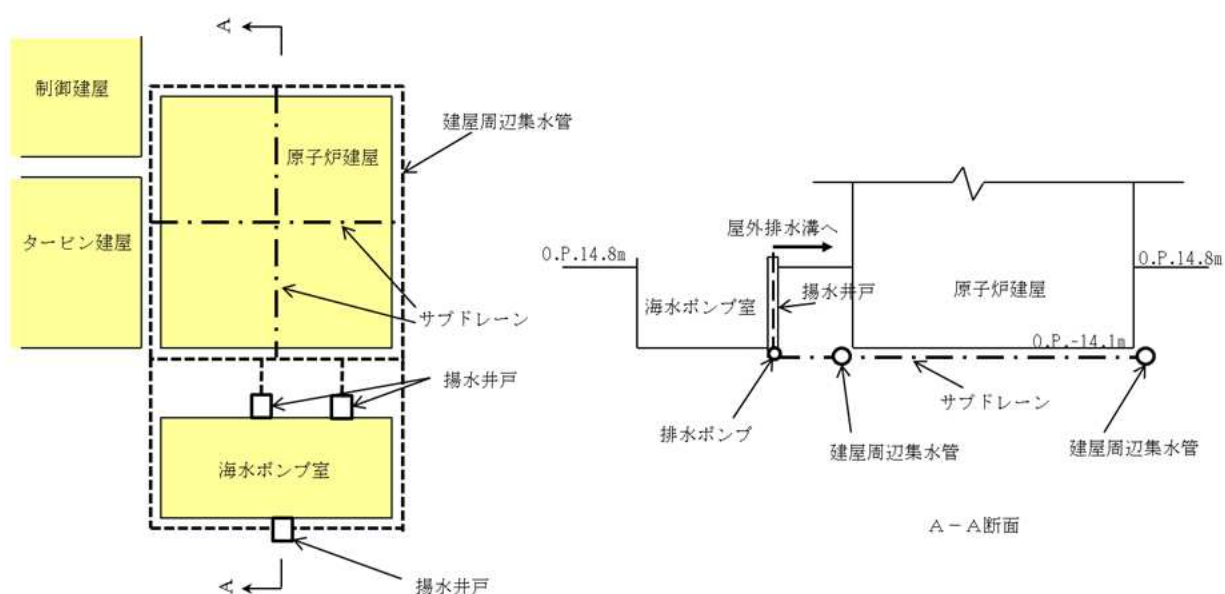 A
制御建屋
建屋周辺集水管
原子炉建屋
タービン建屋
サブドレーン
揚水井戸
海水ポンプ室
A
揚水井戸
屋外排水溝へ
O.P.14.8m
O.P.14.8m
揚水井戸
海水ポンプ室
原子炉建屋
O.P.-14.1m
サブドレーン
排水ポンプ
建屋周辺集水管
建屋周辺集水管
A－A断面